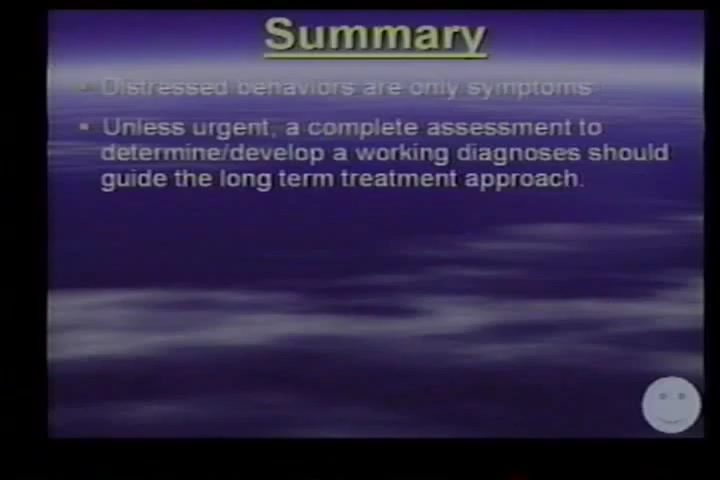 Summary
Distressed behaviors are only symptoms
Unless urgent, a complete assessment to
determine/develop a working diagnoses should
guide the long term treatment approach.